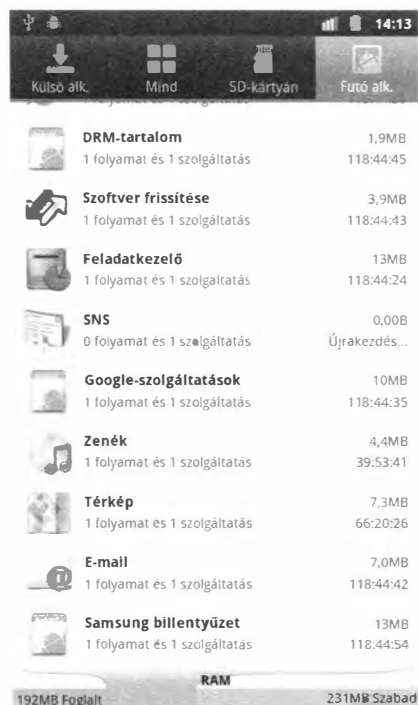 14:13
Külső alk. Mind SD-kártyán Futó alk.
DRM-tartalom 1,9MB
1 folyamat és 1 szolgáltatás 118:44:45
Szoftver frissítése 3,9MB
1 folyamat és 1 szolgáltatás 118:44:43
Feladatkezelő 13MB
1 folyamat és 1 szolgáltatás 118:44:24
SNS 0,00B
0 folyamat és 1 szolgáltatás Újrakezdés...
Google-szolgáltatások 10MB
1 folyamat és 1 szolgáltatás 118:44:35
Zenék 4,4MB
1 folyamat és 1 szolgáltatás 39:53:41
Térkép 7,3MB
1 folyamat és 1 szolgáltatás 66:20:26
E-mail 7,0MB
1 folyamat és 1 szolgáltatás 118:44:42
Samsung billentyűzet 13MB
1 folyamat és 1 szolgáltatás 118:44:54
RAM
192MB Foglalt 231MB Szabad